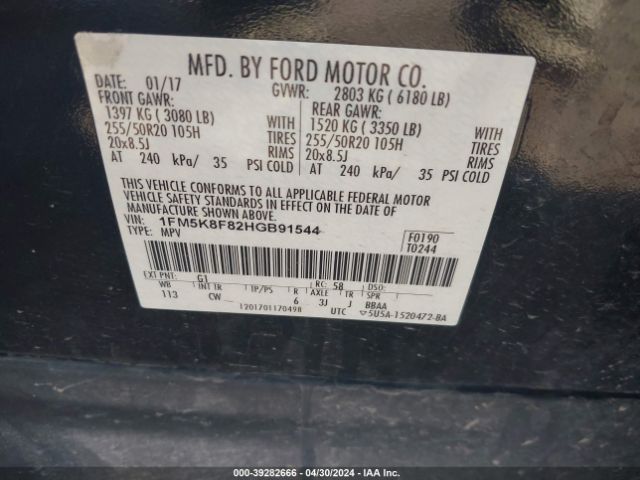 MFD. BY FORD MOTOR CO.
DATE: 01/17 GVWR: 2803 KG ( 6180 LB)
FRONT GAWR: REAR GAWR:
1397 KG ( 3080 LB) WITH 1520 KG ( 3350 LB) WITH
255/50R20 105H TIRES 255/50R20 105H TIRES
20x8.5J RIMS 20x8.5J RIMS
AT 240 kPa/ 35 PSI COLD AT 240 kPa/ 35 PSI COLD
THIS VEHICLE CONFORMS TO ALL APPLICABLE FEDERAL MOTOR
VEHICLE SAFETY STANDARDS IN EFFECT ON THE DATE OF
MANUFACTURE SHOWN ABOVE.
VIN: 1FM5K8F82HGB91544
TYPE: MPV
F0190
T0244
EXT PNT: G1 RC: 58
WB INT TR TP/PS R AXLE TR SPR
113 CW 6 3J J BBAA
1201701170498 UTC ▽5U5A-1520472-BA
000-39282666 - 04/30/2024 - IAA Inc.